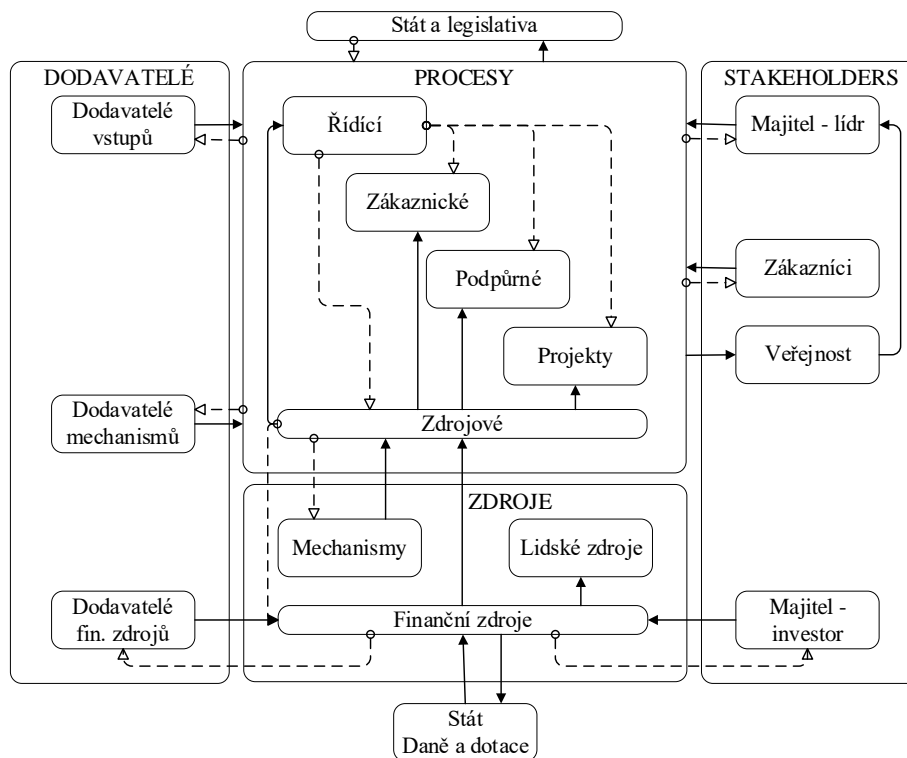 Stát a legislativa
DODAVATELÉ
PROCESY
STAKEHOLDERS
Dodavatelé
vstupů
Řídící
Majitel - lídr
Zákaznické
Podpůrné
Zákazníci
Projekty
Veřejnost
Dodavatelé
mechanismů
Zdrojové
ZDROJE
Mechanismy
Lidské zdroje
Dodavatelé
fin. zdrojů
Finanční zdroje
Majitel -
investor
Stát
Daně a dotace